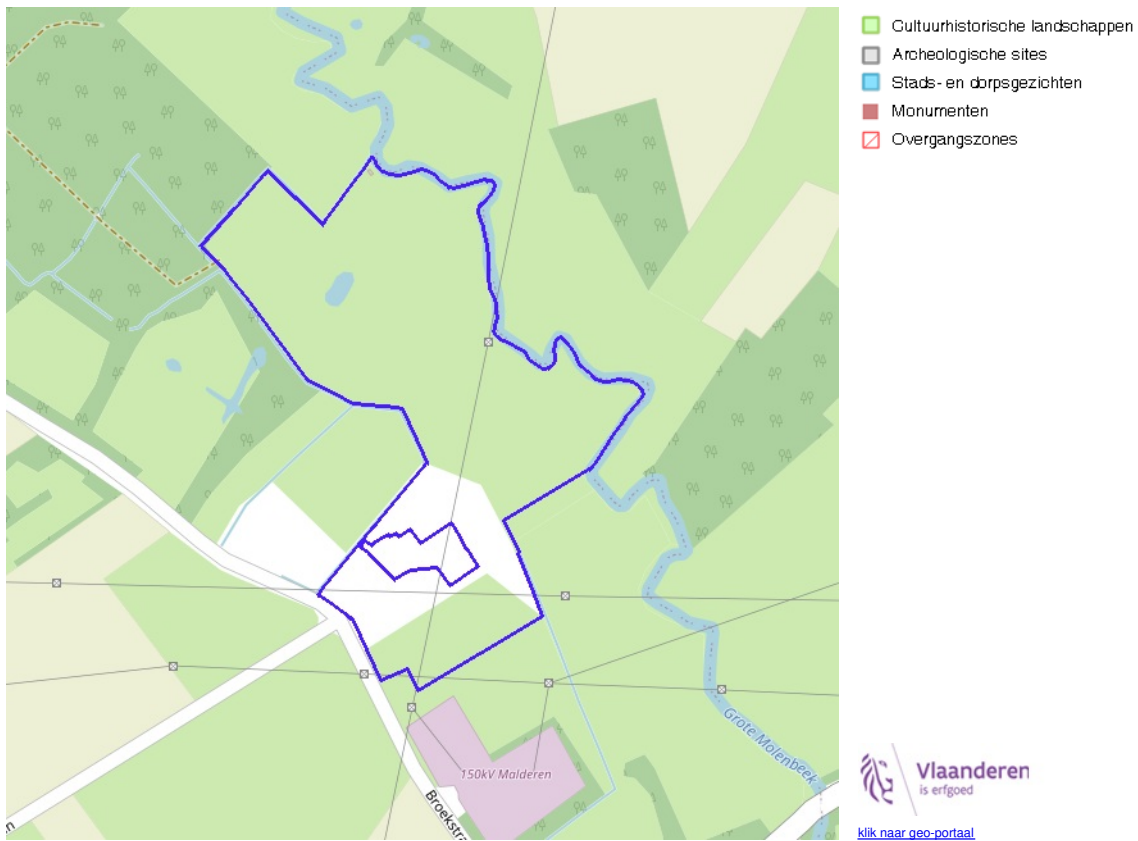 Cultuurhistorische landschappen
Archeologische sites
Stads- en dorpsgezichten
Monumenten
Overgangszones
Grote Molenbeek
150kV Malderen
Broekstra
Vlaanderen
is erfgoed
klik naar geo-portaal